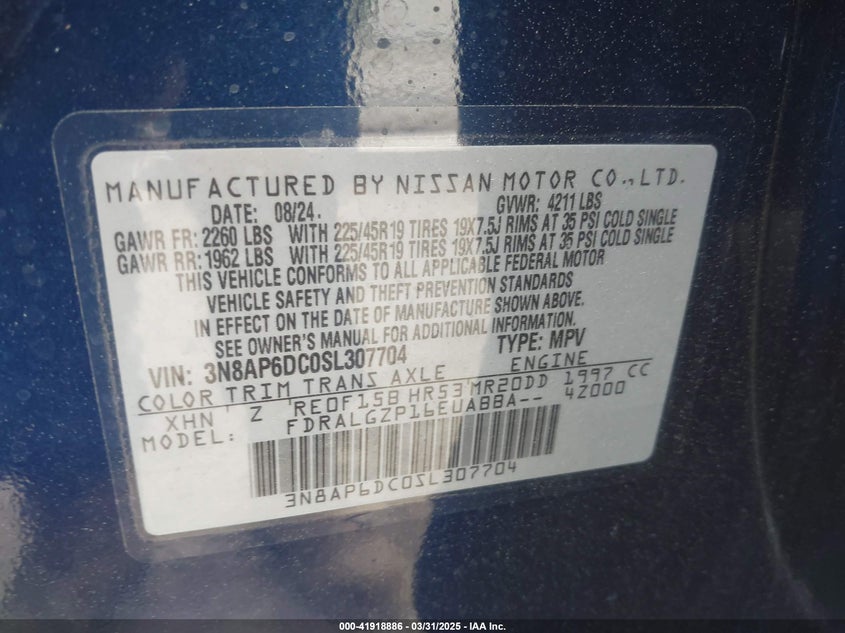 MANUFACTURED BY NISSAN MOTOR CO.,LTD.
DATE: 08/24. GVWR: 4211 LBS
GAWR FR: 2260 LBS WITH 225/45R19 TIRES 19X7.5J RIMS AT 35 PSI COLD SINGLE
GAWR RR: 1962 LBS WITH 225/45R19 TIRES 19X7.5J RIMS AT 35 PSI COLD SINGLE
THIS VEHICLE CONFORMS TO ALL APPLICABLE FEDERAL MOTOR
VEHICLE SAFETY AND THEFT PREVENTION STANDARDS
IN EFFECT ON THE DATE OF MANUFACTURE SHOWN ABOVE.
SEE OWNER'S MANUAL FOR ADDITIONAL INFORMATION.
VIN: 3N8AP6DC0SL307704 TYPE: MPV
COLOR TRIM TRANS AXLE ENGINE
XHN Z RE0F15B HR53 MR20DD 1997 CC
MODEL: FDRALGZP16EUABBA-- 4Z000
3N8AP6DC0SL307704
000-41918886 - 03/31/2025 - IAA Inc.